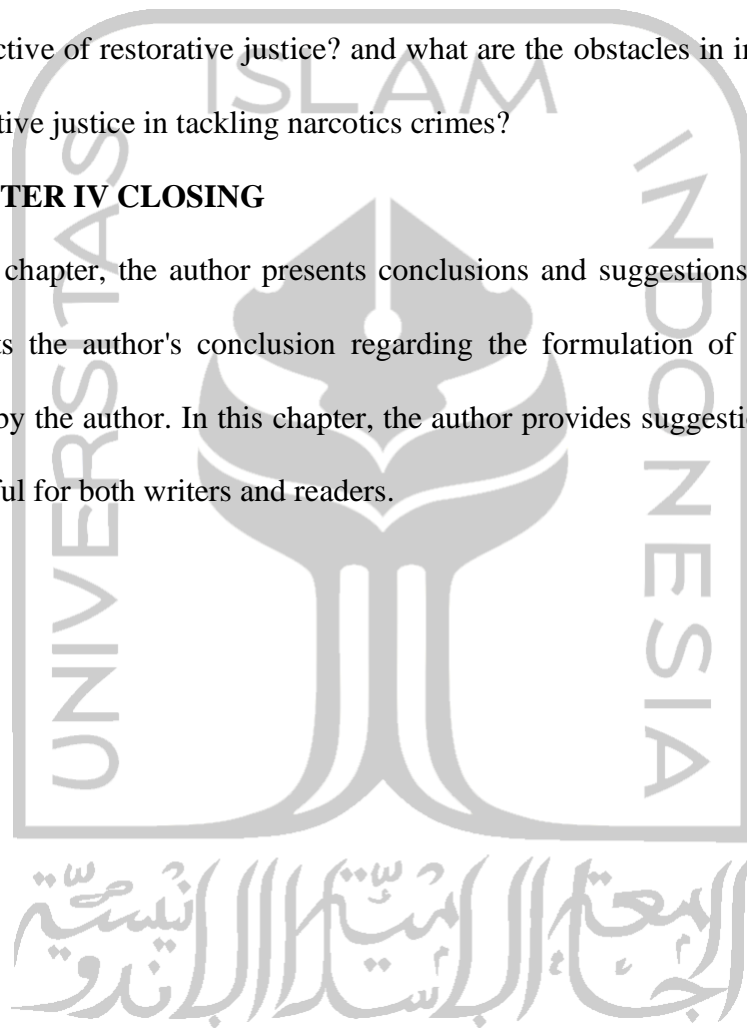 ctive of restorative justice? and what are the obstacles in i
tive justice in tackling narcotics crimes?
TER IV CLOSING
chapter, the author presents conclusions and suggestions
ts the author's conclusion regarding the formulation of
by the author. In this chapter, the author provides suggesti
ful for both writers and readers.
ISLAM
UNIVERSITAS
INDONESIA